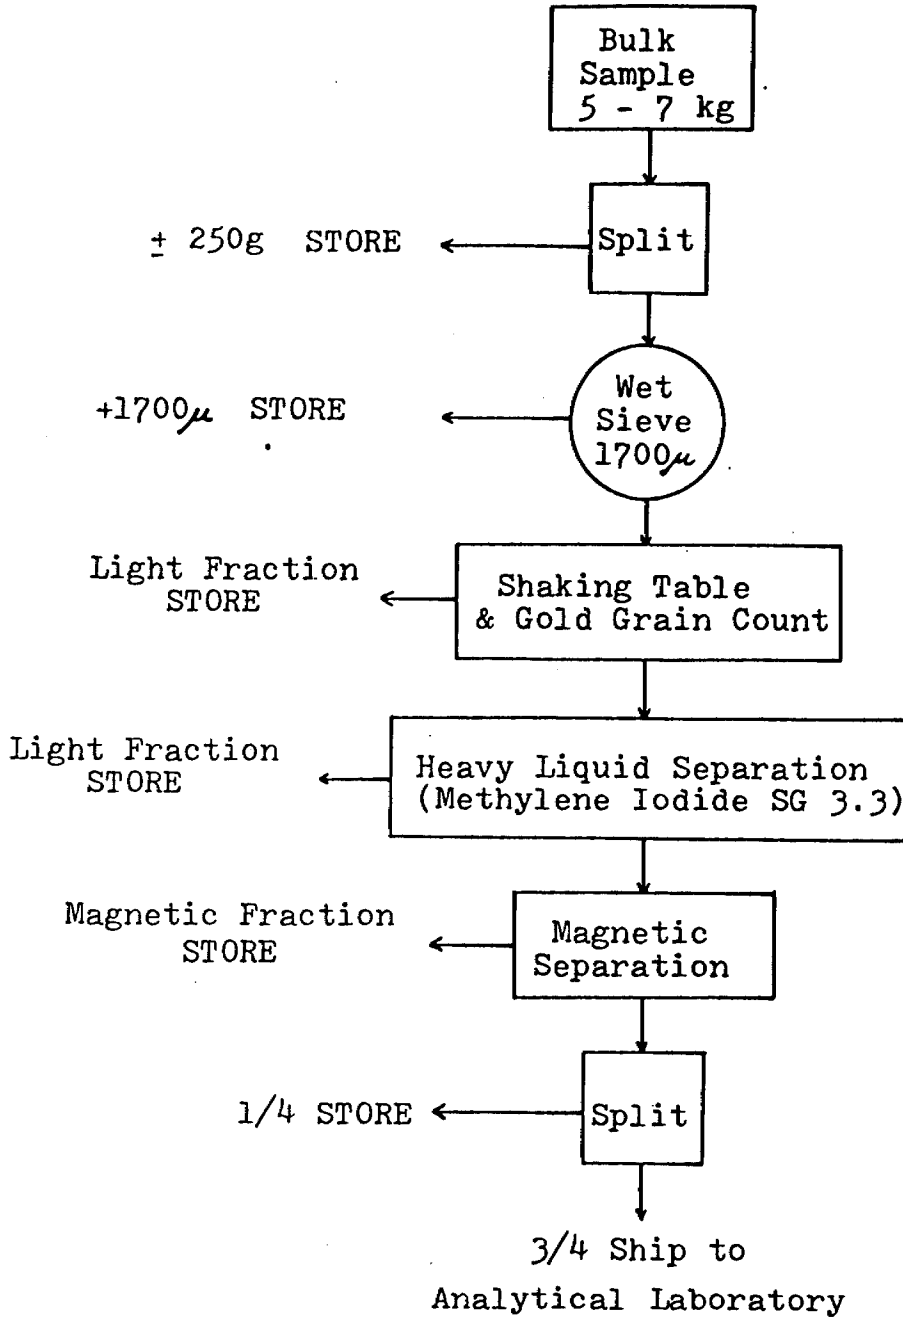 Bulk
Sample
5 - 7 kg
± 250g STORE
Split
+1700μ STORE
Wet
Sieve
1700μ
Light Fraction
STORE
Shaking Table
& Gold Grain Count
Light Fraction
STORE
Heavy Liquid Separation
(Methylene Iodide SG 3.3)
Magnetic Fraction
STORE
Magnetic
Separation
1/4 STORE
Split
3/4 Ship to
Analytical Laboratory